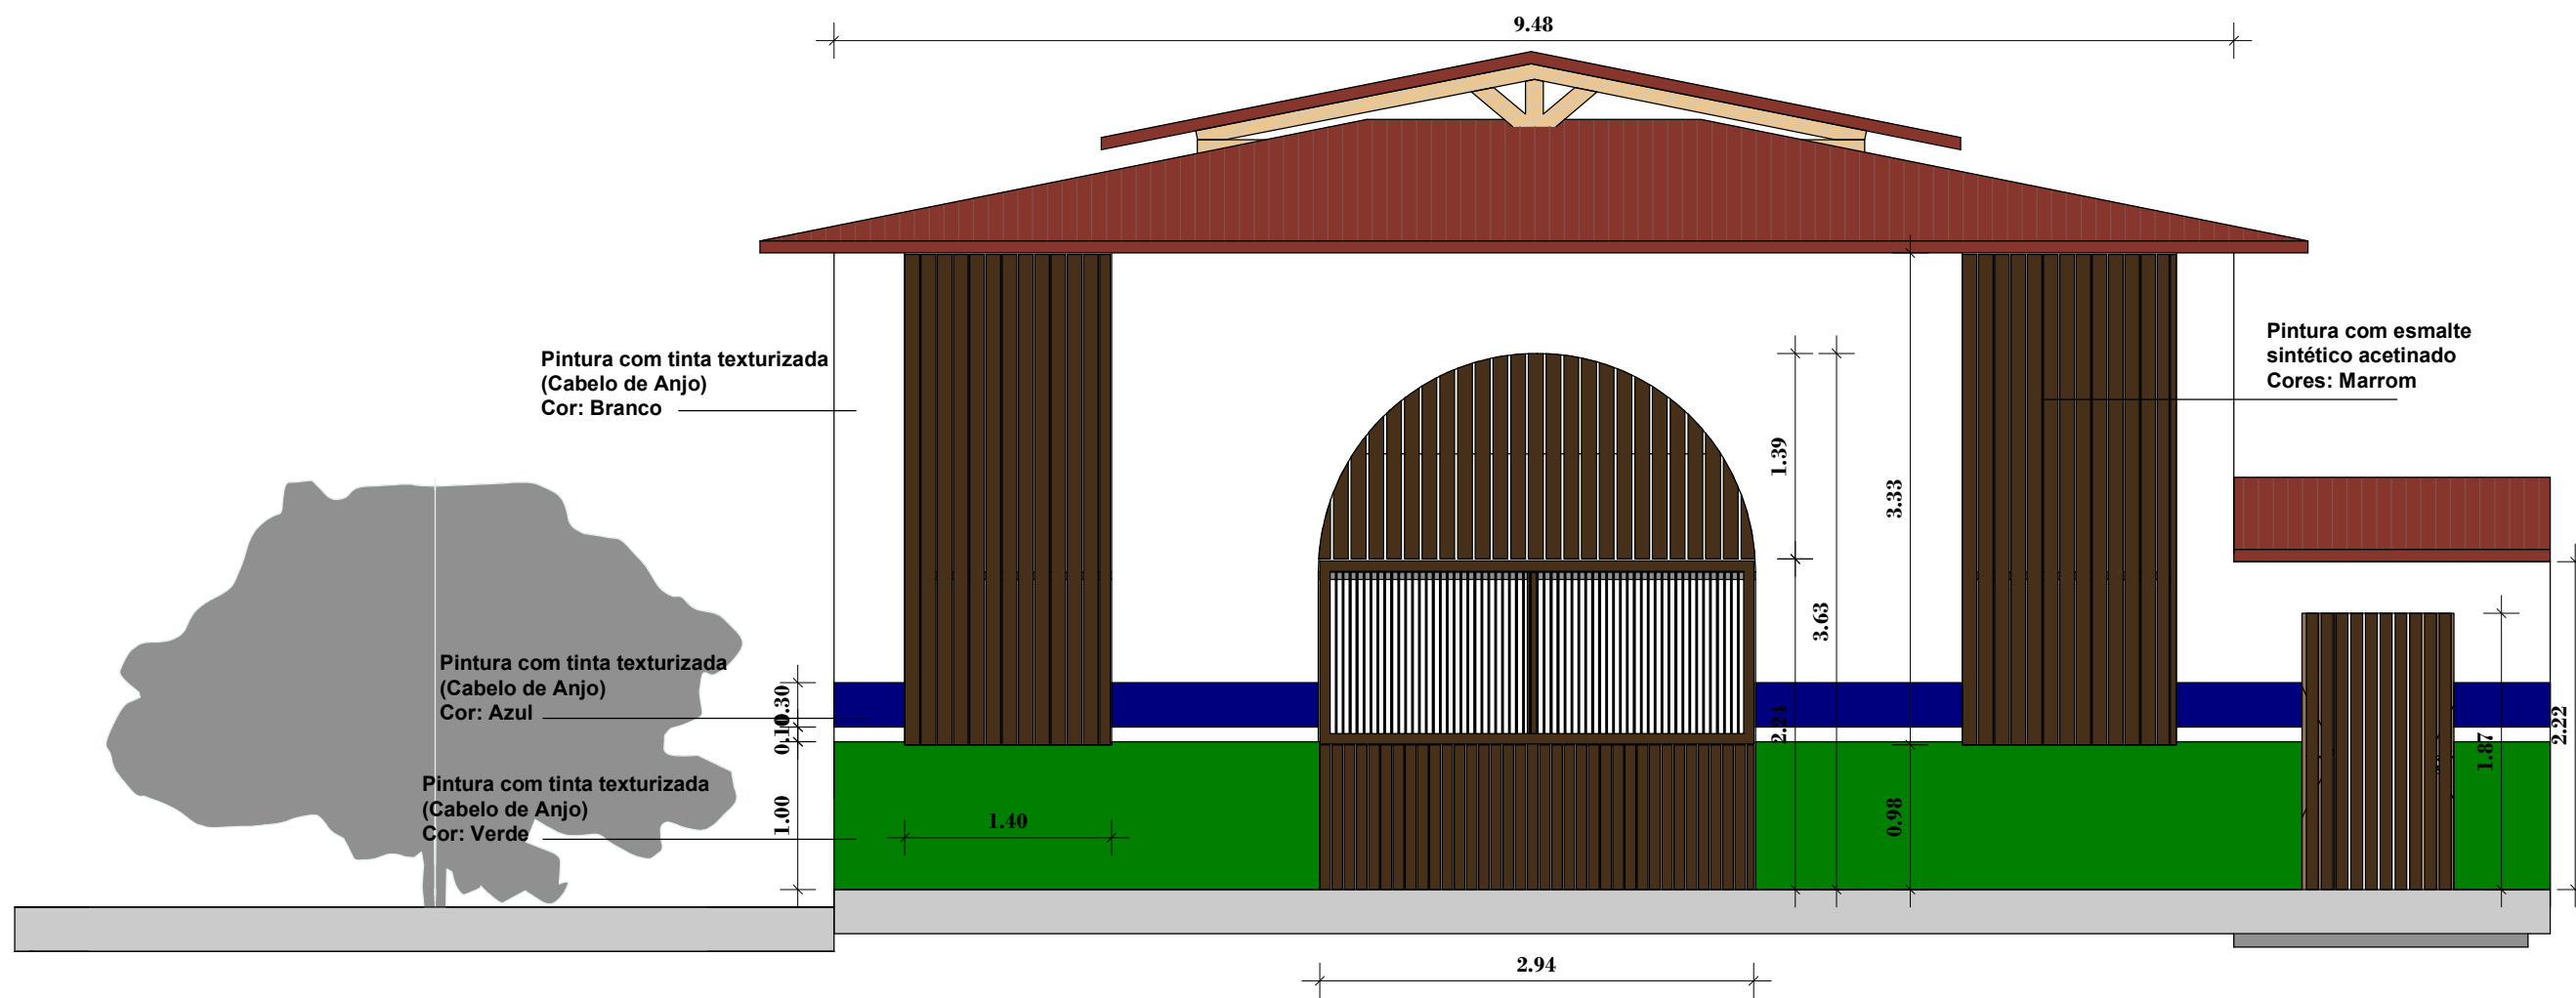 9.48
Pintura com esmalte
sintético acetinado
Cores: Marrom
Pintura com tinta texturizada
(Cabelo de Anjo)
Cor: Branco
1.39
3.33
3.63
Pintura com tinta texturizada
(Cabelo de Anjo)
Cor: Azul
0.30
0.10
2.24
2.22
1.87
Pintura com tinta texturizada
(Cabelo de Anjo)
Cor: Verde
1.00
1.40
0.98
2.94